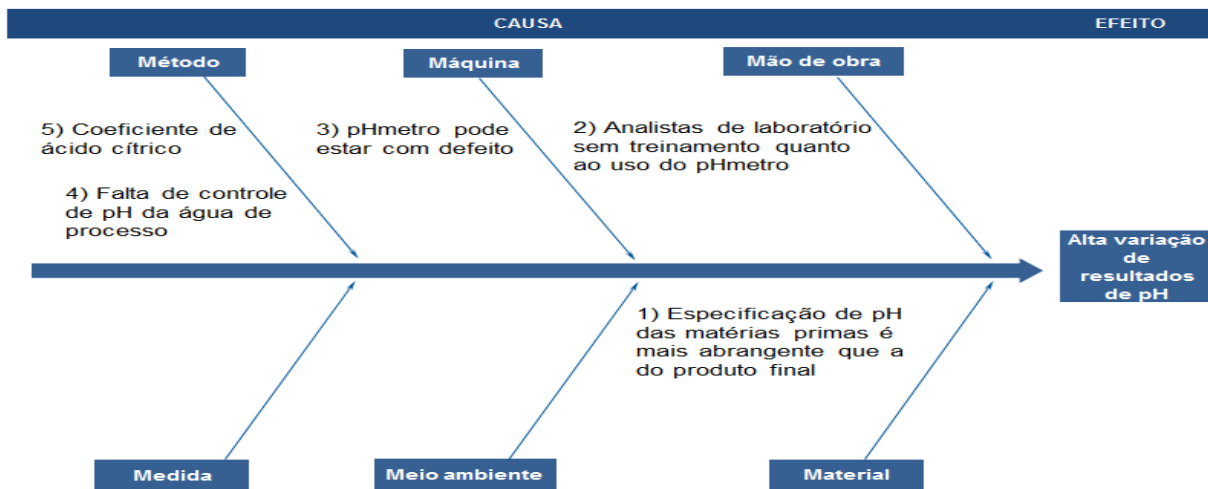 CAUSA
EFEITO
Método
Máquina
Mão de obra
5) Coeficiente de
ácido cítrico
3) pHmetro pode
estar com defeito
2) Analistas de laboratório
sem treinamento quanto
ao uso do pHmetro
4) Falta de controle
de pH da água de
processo
Alta variação
de
resultados
de pH
1) Especificação de pH
das matérias primas é
mais abrangente que a
do produto final
Medida
Meio ambiente
Material